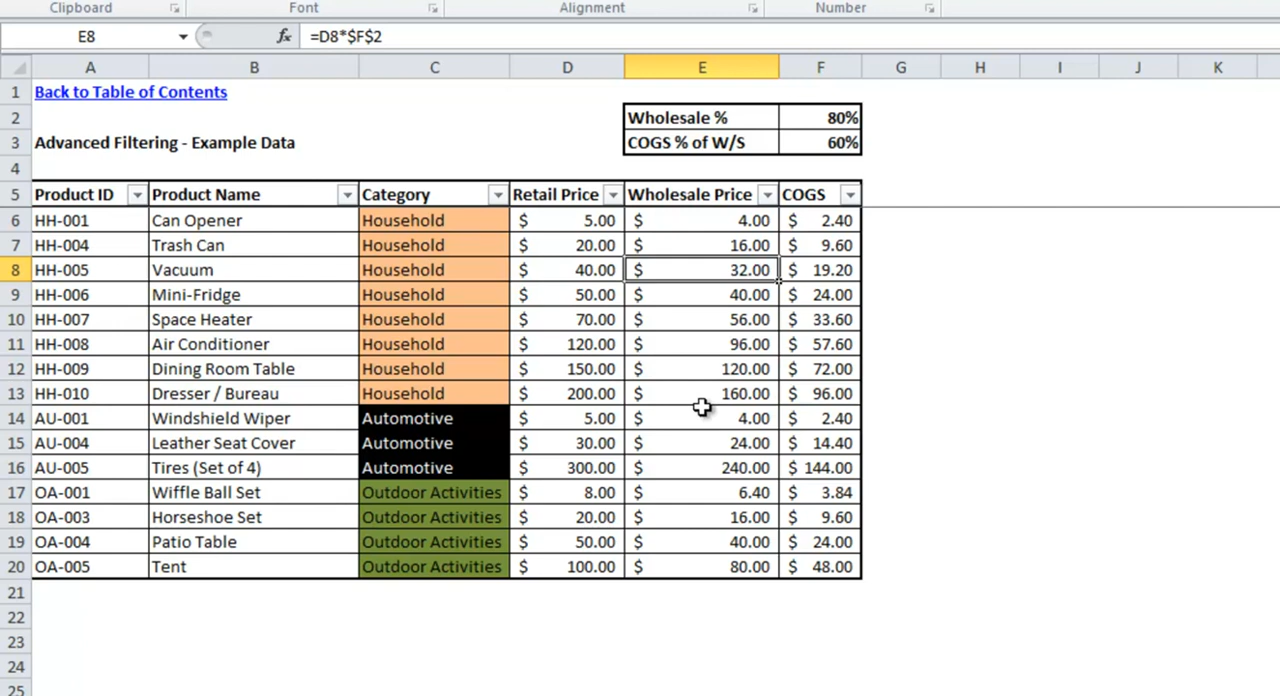 Clipboard Font Alignment Number
E8 fx =D8*$F$2
A B C D E F G H I J K
1 Back to Table of Contents
2 Wholesale % 80%
3 Advanced Filtering - Example Data COGS % of W/S 60%
4
5 Product ID Product Name Category Retail Price Wholesale Price COGS
6 HH-001 Can Opener Household $ 5.00 $ 4.00 $ 2.40
7 HH-004 Trash Can Household $ 20.00 $ 16.00 $ 9.60
8 HH-005 Vacuum Household $ 40.00 $ 32.00 $ 19.20
9 HH-006 Mini-Fridge Household $ 50.00 $ 40.00 $ 24.00
10 HH-007 Space Heater Household $ 70.00 $ 56.00 $ 33.60
11 HH-008 Air Conditioner Household $ 120.00 $ 96.00 $ 57.60
12 HH-009 Dining Room Table Household $ 150.00 $ 120.00 $ 72.00
13 HH-010 Dresser / Bureau Household $ 200.00 $ 160.00 $ 96.00
14 AU-001 Windshield Wiper Automotive $ 5.00 $ 4.00 $ 2.40
15 AU-004 Leather Seat Cover Automotive $ 30.00 $ 24.00 $ 14.40
16 AU-005 Tires (Set of 4) Automotive $ 300.00 $ 240.00 $ 144.00
17 OA-001 Wiffle Ball Set Outdoor Activities $ 8.00 $ 6.40 $ 3.84
18 OA-003 Horseshoe Set Outdoor Activities $ 20.00 $ 16.00 $ 9.60
19 OA-004 Patio Table Outdoor Activities $ 50.00 $ 40.00 $ 24.00
20 OA-005 Tent Outdoor Activities $ 100.00 $ 80.00 $ 48.00
21
22
23
24
25